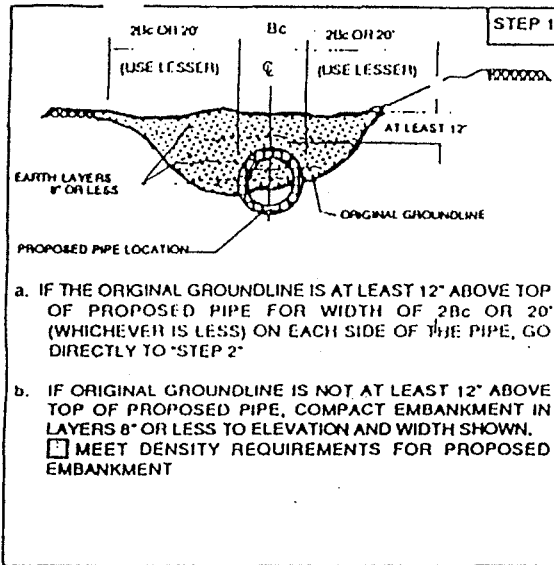 STEP 1
2Bc OR 20'
Bc
2Bc OR 20'
(USE LESSER)
℄
(USE LESSER)
AT LEAST 12"
EARTH LAYERS
8" OR LESS
ORIGINAL GROUNDLINE
PROPOSED PIPE LOCATION
a. IF THE ORIGINAL GROUNDLINE IS AT LEAST 12" ABOVE TOP
OF PROPOSED PIPE FOR WIDTH OF 2Bc OR 20'
(WHICHEVER IS LESS) ON EACH SIDE OF THE PIPE, GO
DIRECTLY TO "STEP 2"
b. IF ORIGINAL GROUNDLINE IS NOT AT LEAST 12" ABOVE
TOP OF PROPOSED PIPE, COMPACT EMBANKMENT IN
LAYERS 8" OR LESS TO ELEVATION AND WIDTH SHOWN.
MEET DENSITY REQUIREMENTS FOR PROPOSED
EMBANKMENT